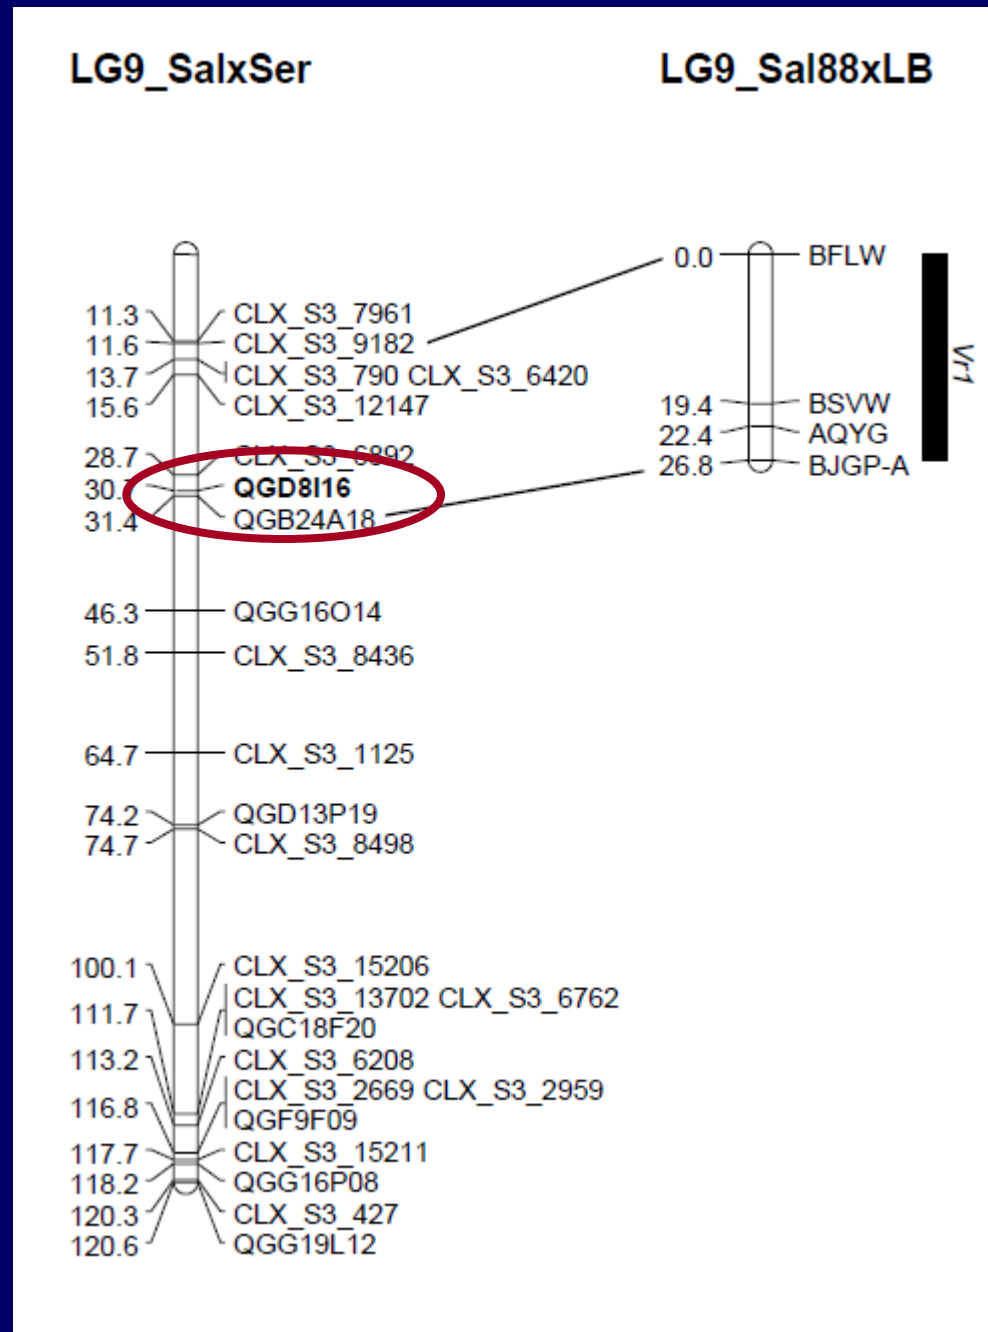 LG9_SalxSer
LG9_Sal88xLB
11.3 CLX_S3_7961
11.6 CLX_S3_9182
13.7 CLX_S3_790 CLX_S3_6420
15.6 CLX_S3_12147
28.7 CLX_S3_6892
30. QGD8I16
31.4 QGB24A18
46.3 QGG16O14
51.8 CLX_S3_8436
64.7 CLX_S3_1125
74.2 QGD13P19
74.7 CLX_S3_8498
100.1 CLX_S3_15206
111.7 CLX_S3_13702 CLX_S3_6762
QGC18F20
113.2 CLX_S3_6208
116.8 CLX_S3_2669 CLX_S3_2959
QGF9F09
117.7 CLX_S3_15211
118.2 QGG16P08
120.3 CLX_S3_427
120.6 QGG19L12
0.0 BFLW
19.4 BSVW
22.4 AQYG
26.8 BJGP-A
Vr1